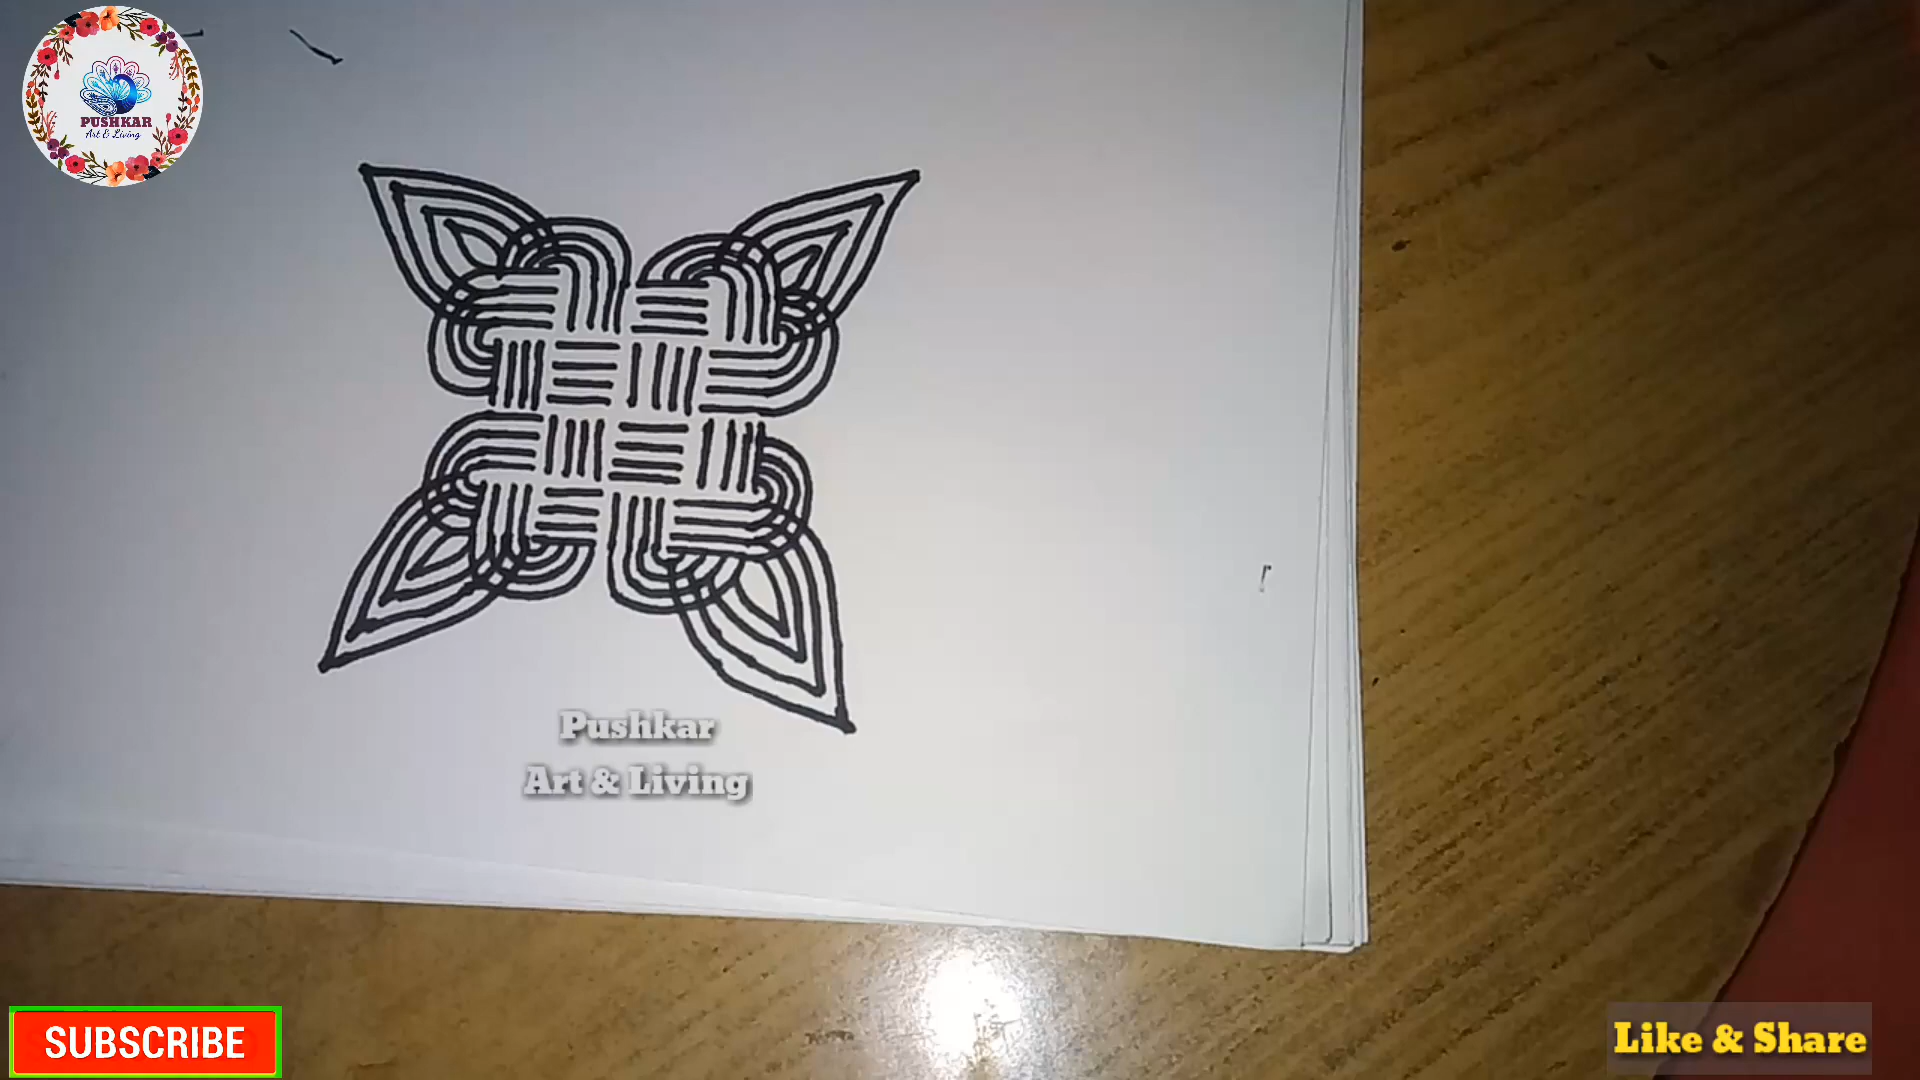 PUSHKAR
Art & Living
Pushkar
Art & Living
SUBSCRIBE
Like & Share